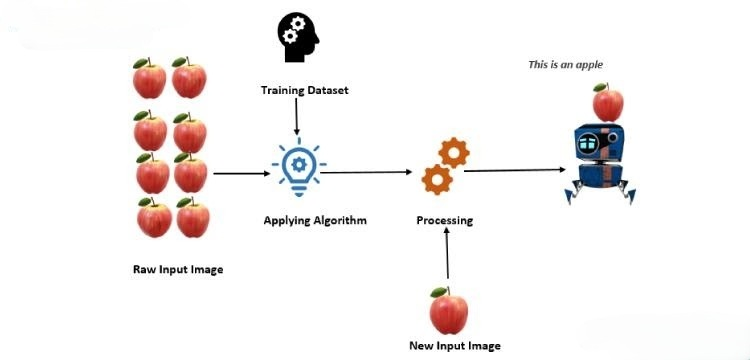 This is an apple
Training Dataset
Applying Algorithm
Processing
Raw Input Image
New Input Image